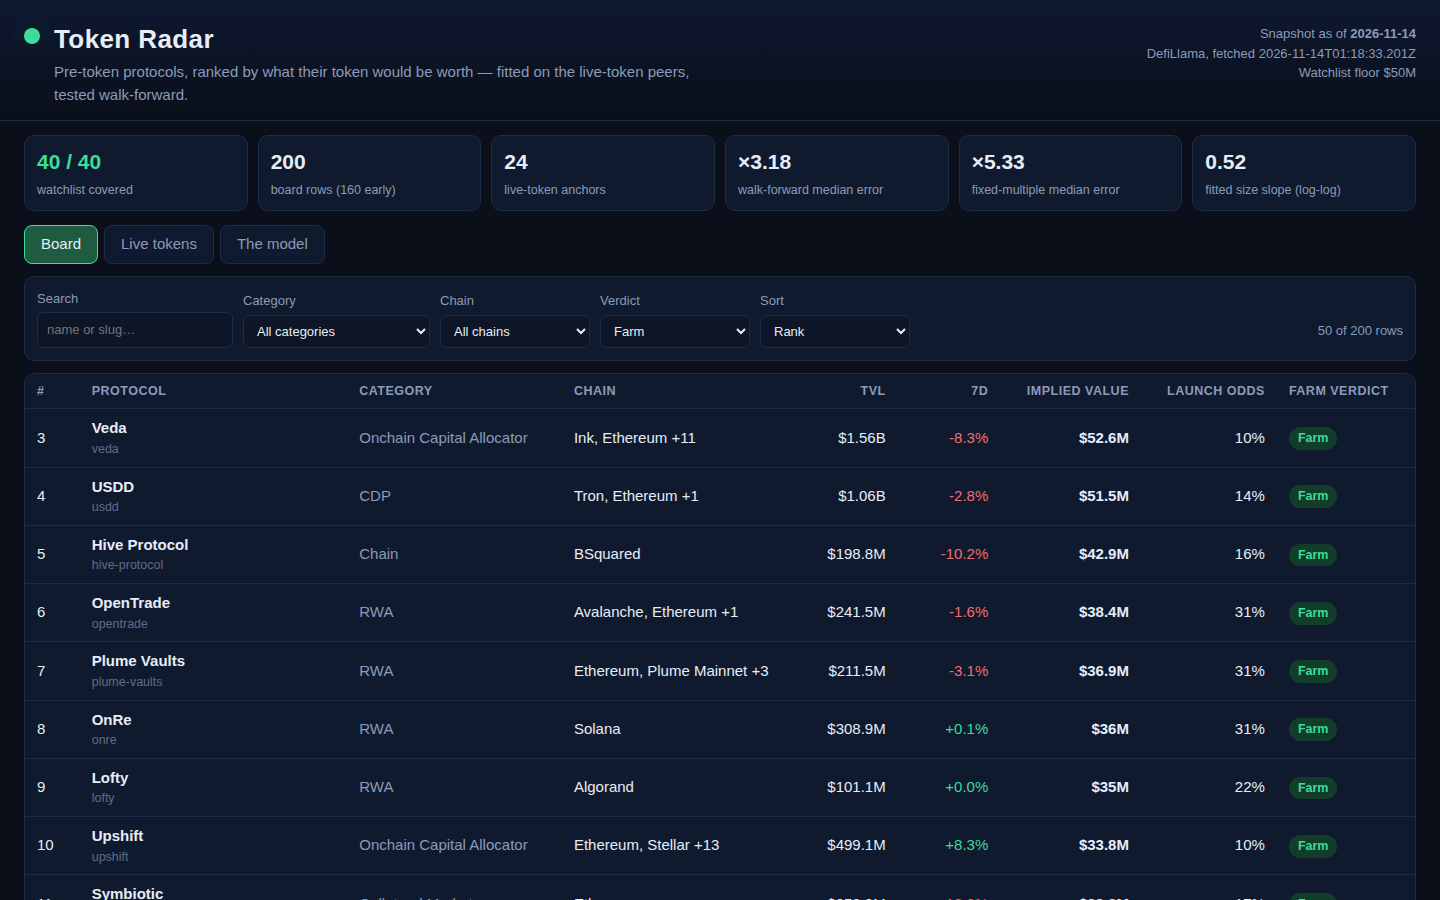 Token Radar
Pre-token protocols, ranked by what their token would be worth — fitted on the live-token peers,
tested walk-forward.
Snapshot as of 2026-11-14
DefiLlama, fetched 2026-11-14T01:18:33.201Z
Watchlist floor $50M
40 / 40
watchlist covered
200
board rows (160 early)
24
live-token anchors
×3.18
walk-forward median error
×5.33
fixed-multiple median error
0.52
fitted size slope (log-log)
Board Live tokens The model
Search Category Chain Verdict Sort
name or slug… All categories All chains Farm Rank 50 of 200 rows
# PROTOCOL CATEGORY CHAIN TVL 7D IMPLIED VALUE LAUNCH ODDS FARM VERDICT
3 Veda Onchain Capital Allocator Ink, Ethereum +11 $1.56B -8.3% $52.6M 10% Farm
veda
4 USDD CDP Tron, Ethereum +1 $1.06B -2.8% $51.5M 14% Farm
usdd
5 Hive Protocol Chain BSquared $198.8M -10.2% $42.9M 16% Farm
hive-protocol
6 OpenTrade RWA Avalanche, Ethereum +1 $241.5M -1.6% $38.4M 31% Farm
opentrade
7 Plume Vaults RWA Ethereum, Plume Mainnet +3 $211.5M -3.1% $36.9M 31% Farm
plume-vaults
8 OnRe RWA Solana $308.9M +0.1% $36M 31% Farm
onre
9 Lofty RWA Algorand $101.1M +0.0% $35M 22% Farm
lofty
10 Upshift Onchain Capital Allocator Ethereum, Stellar +13 $499.1M +8.3% $33.8M 10% Farm
upshift
Symbiotic